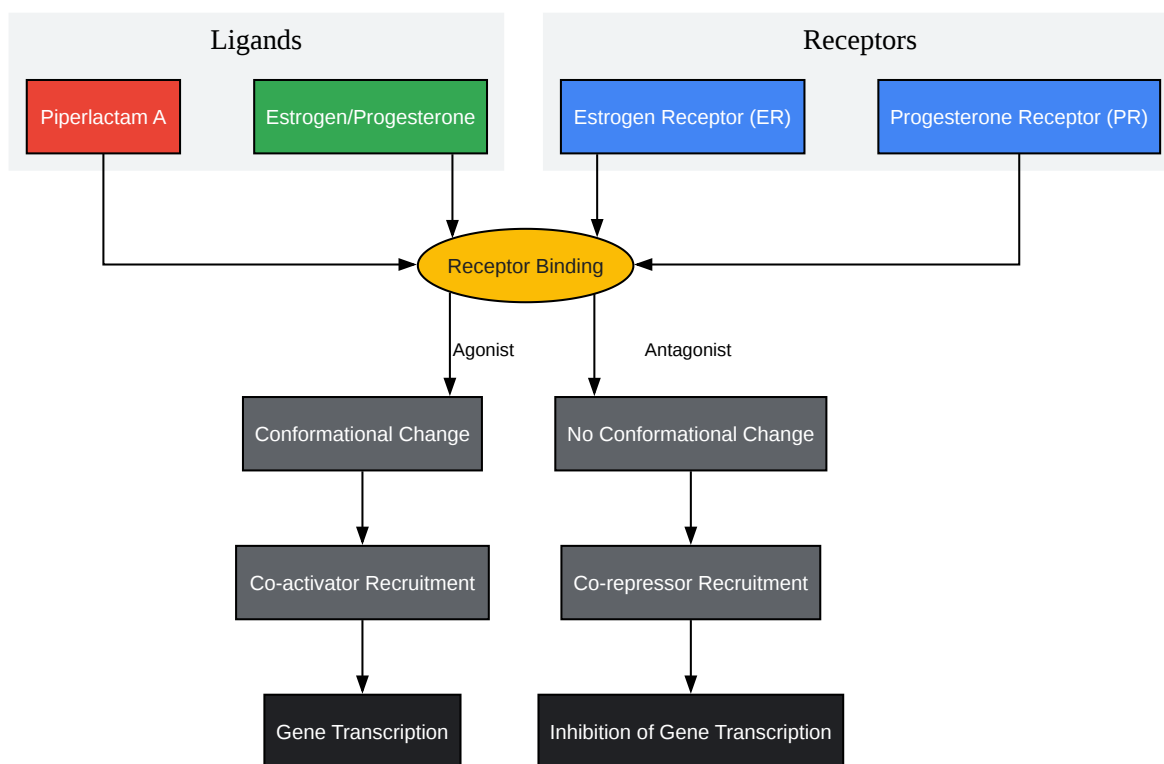 Ligands
Receptors
Piperlactam A
Estrogen/Progesterone
Estrogen Receptor (ER)
Progesterone Receptor (PR)
Receptor Binding
Agonist
Antagonist
Conformational Change
No Conformational Change
Co-activator Recruitment
Co-repressor Recruitment
Gene Transcription
Inhibition of Gene Transcription